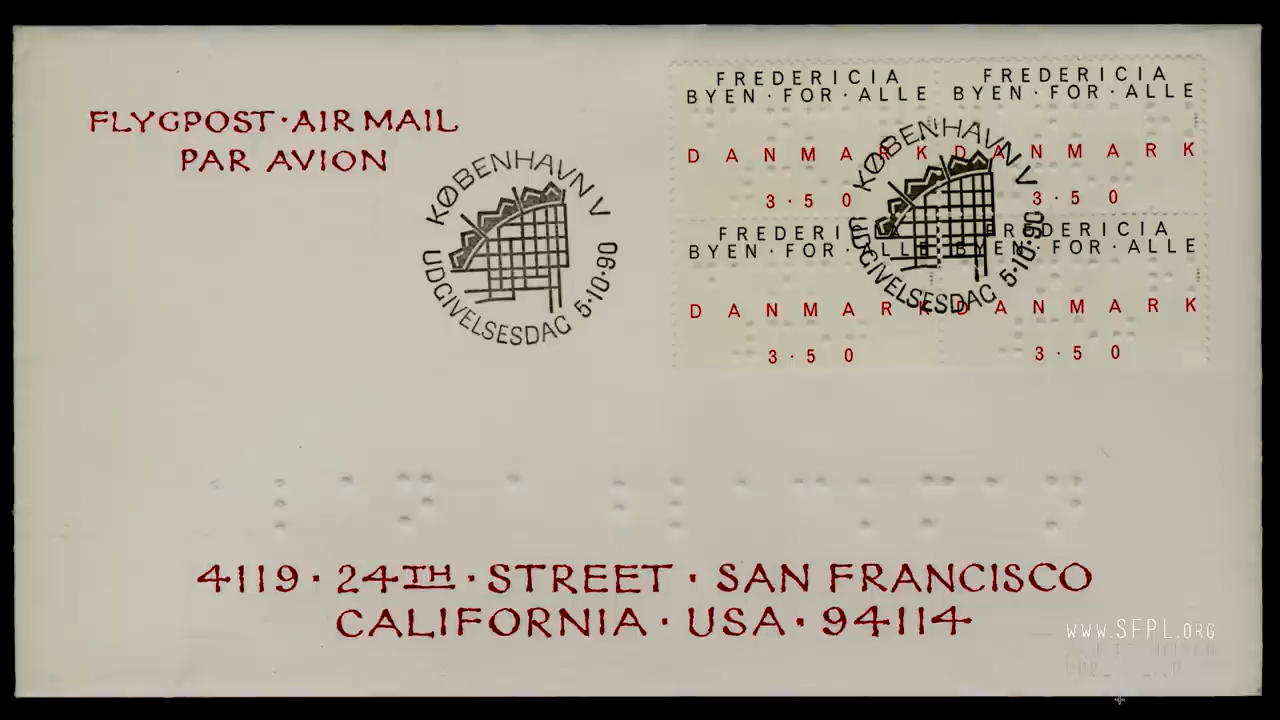 FLYGPOST · AIR MAIL
PAR AVION
KØBENHAVN V
UDGIVELSESDAG 5·10·90
FREDERICIA
BYEN · FOR · ALLE
DANMARK
3·50
FREDERICIA
BYEN · FOR · ALLE
DANMARK
3·50
KØBENHAVN V
UDGIVELSESDAG 5·10·90
FREDERICIA
BYEN · FOR · ALLE
DANMARK
3·50
FREDERICIA
BYEN · FOR · ALLE
DANMARK
3·50
4119 · 24TH · STREET · SAN FRANCISCO
CALIFORNIA · USA · 94114
WWW.SFPL.ORG